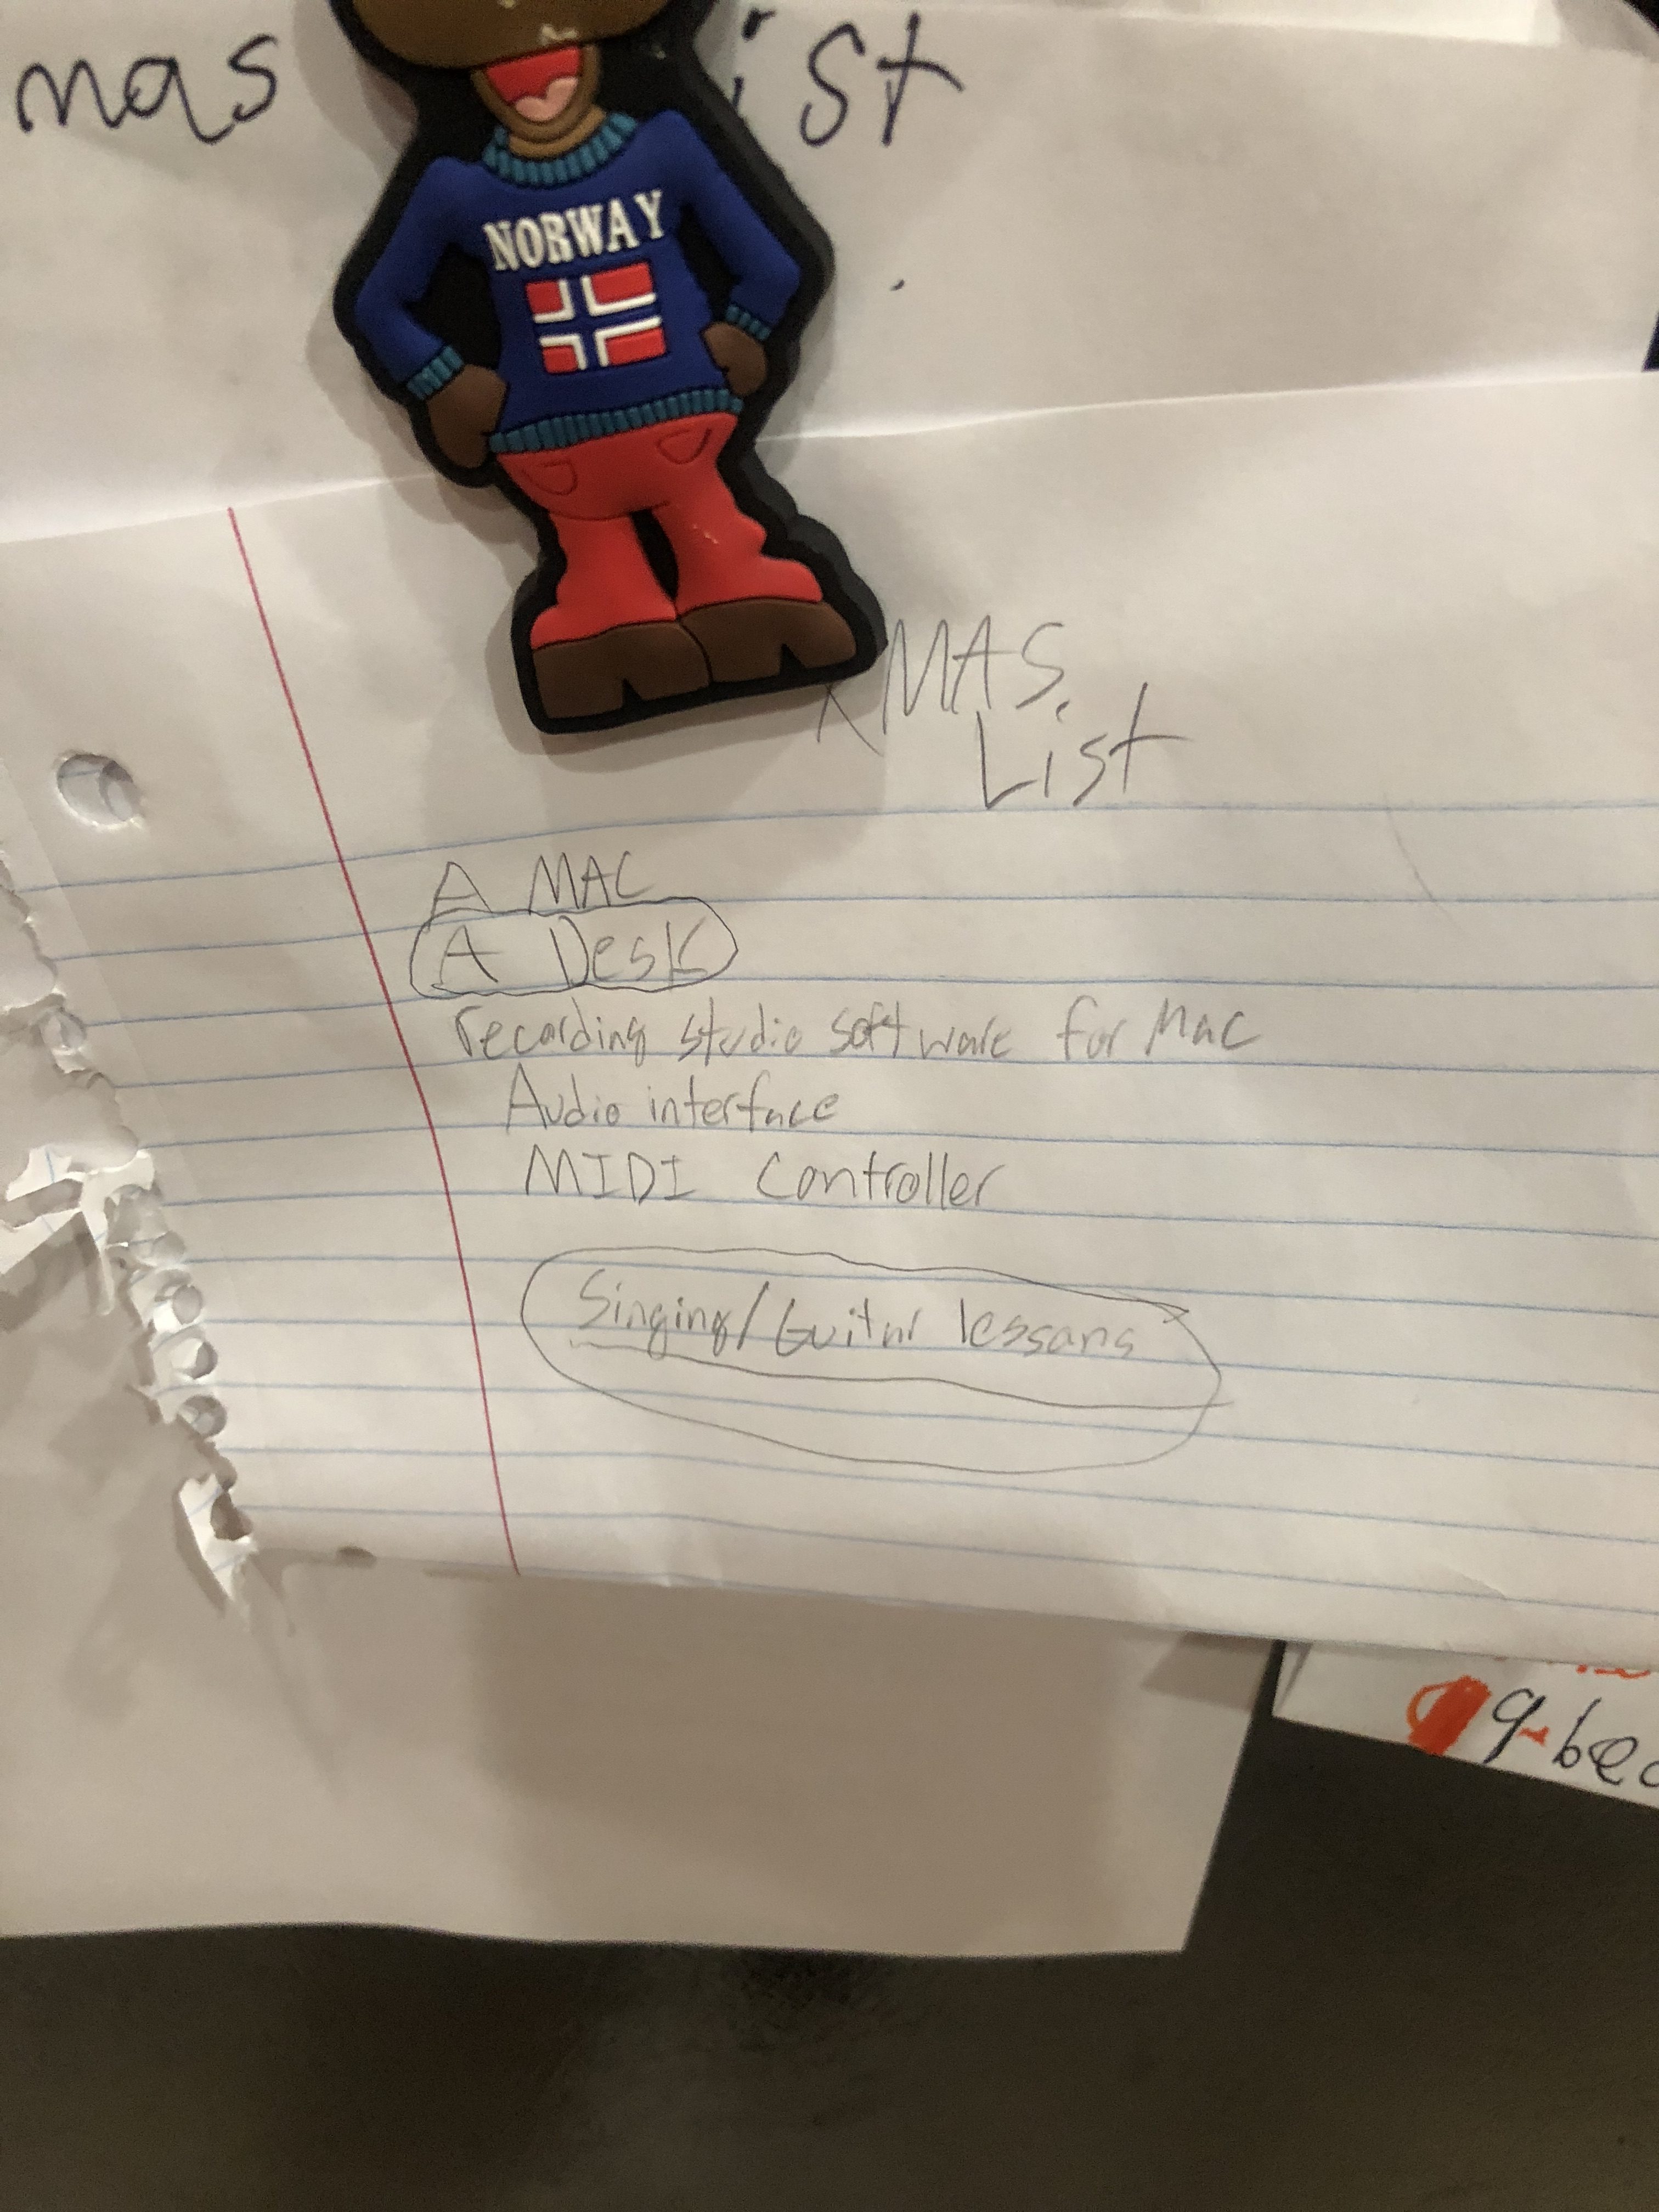 mas ist
NORWAY
XMAS.
List
A MAC
A Desk
recording studio software for Mac
Audio interface
MIDI Controller
Singing/Guitar lessons
9-bec